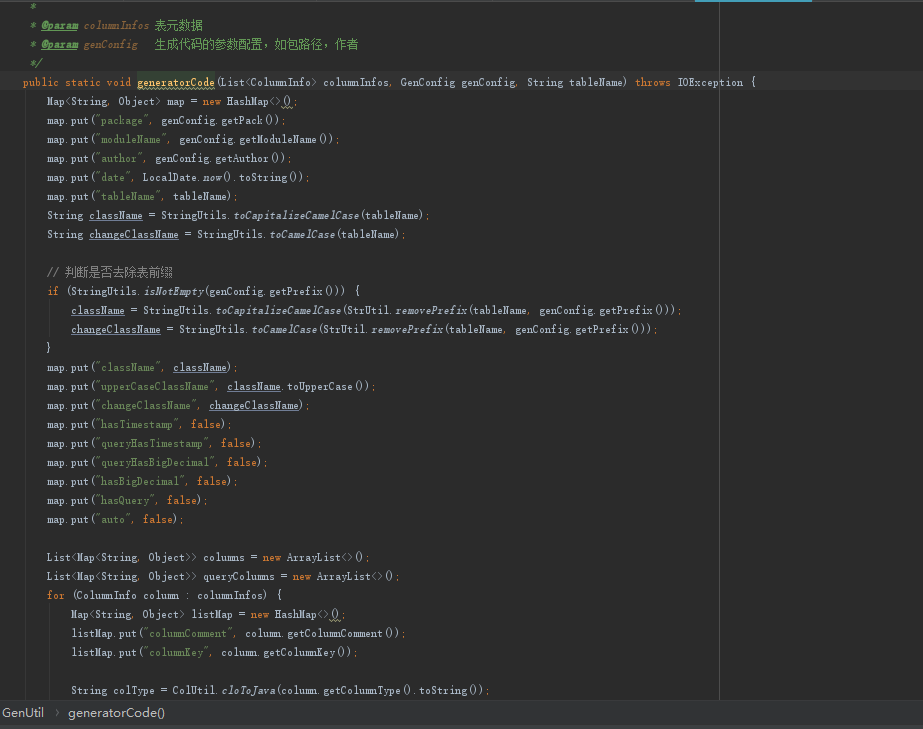 *
* @param columnInfos 表元数据
* @param genConfig   生成代码的参数配置，如包路径，作者
*/
public static void generatorCode(List<ColumnInfo> columnInfos, GenConfig genConfig, String tableName) throws IOException {
    Map<String, Object> map = new HashMap<>();
    map.put("package", genConfig.getPack());
    map.put("moduleName", genConfig.getModuleName());
    map.put("author", genConfig.getAuthor());
    map.put("date", LocalDate.now().toString());
    map.put("tableName", tableName);
    String className = StringUtils.toCapitalizeCamelCase(tableName);
    String changeClassName = StringUtils.toCamelCase(tableName);

    // 判断是否去除表前缀
    if (StringUtils.isNotEmpty(genConfig.getPrefix())) {
        className = StringUtils.toCapitalizeCamelCase(StrUtil.removePrefix(tableName, genConfig.getPrefix()));
        changeClassName = StringUtils.toCamelCase(StrUtil.removePrefix(tableName, genConfig.getPrefix()));
    }
    map.put("className", className);
    map.put("upperCaseClassName", className.toUpperCase());
    map.put("changeClassName", changeClassName);
    map.put("hasTimestamp", false);
    map.put("queryHasTimestamp", false);
    map.put("queryHasBigDecimal", false);
    map.put("hasBigDecimal", false);
    map.put("hasQuery", false);
    map.put("auto", false);

    List<Map<String, Object>> columns = new ArrayList<>();
    List<Map<String, Object>> queryColumns = new ArrayList<>();
    for (ColumnInfo column : columnInfos) {
        Map<String, Object> listMap = new HashMap<>();
        listMap.put("columnComment", column.getColumnComment());
        listMap.put("columnKey", column.getColumnKey());

        String colType = ColUtil.cloToJava(column.getColumnType().toString());
GenUtil > generatorCode()